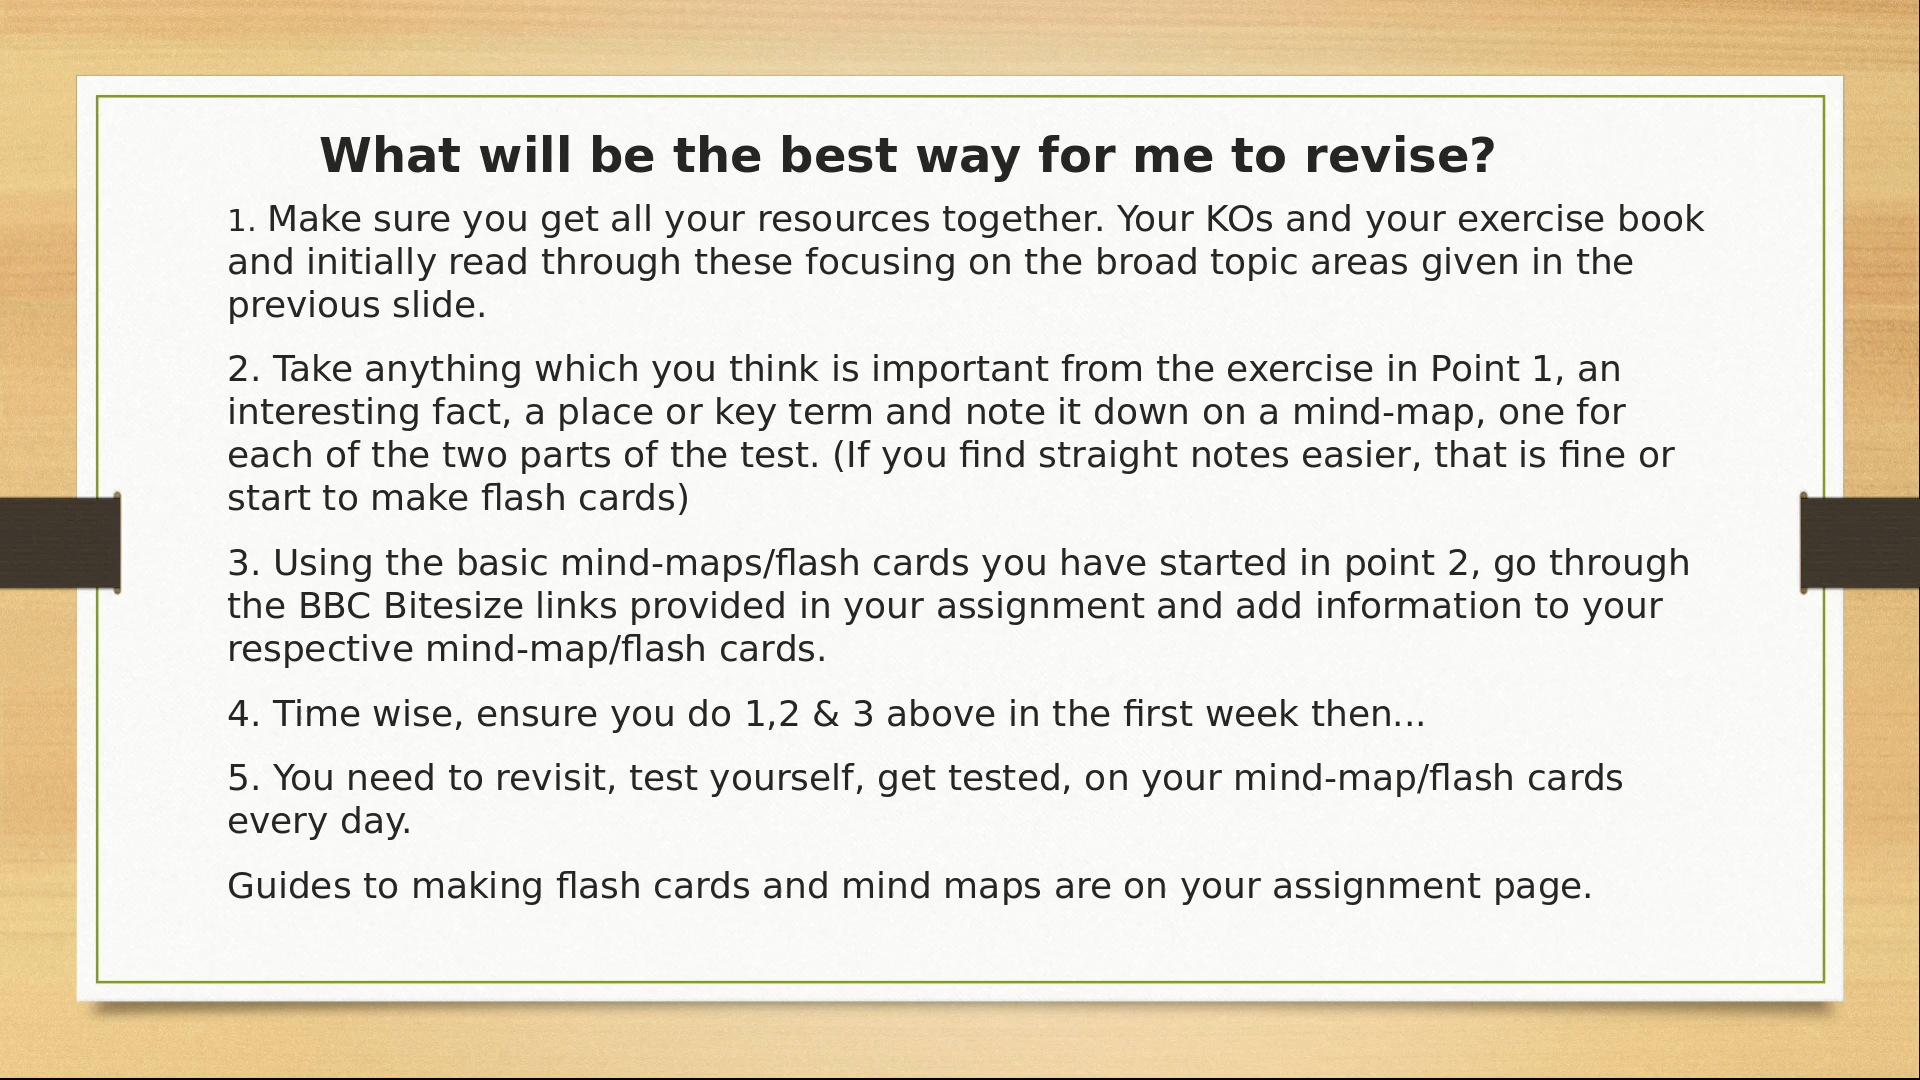 What will be the best way for me to revise?
1. Make sure you get all your resources together. Your KOs and your exercise book
and initially read through these focusing on the broad topic areas given in the
previous slide.
2. Take anything which you think is important from the exercise in Point 1, an
interesting fact, a place or key term and note it down on a mind-map, one for
each of the two parts of the test. (If you find straight notes easier, that is fine or
start to make flash cards)
3. Using the basic mind-maps/flash cards you have started in point 2, go through
the BBC Bitesize links provided in your assignment and add information to your
respective mind-map/flash cards.
4. Time wise, ensure you do 1,2 & 3 above in the first week then...
5. You need to revisit, test yourself, get tested, on your mind-map/flash cards
every day.
Guides to making flash cards and mind maps are on your assignment page.